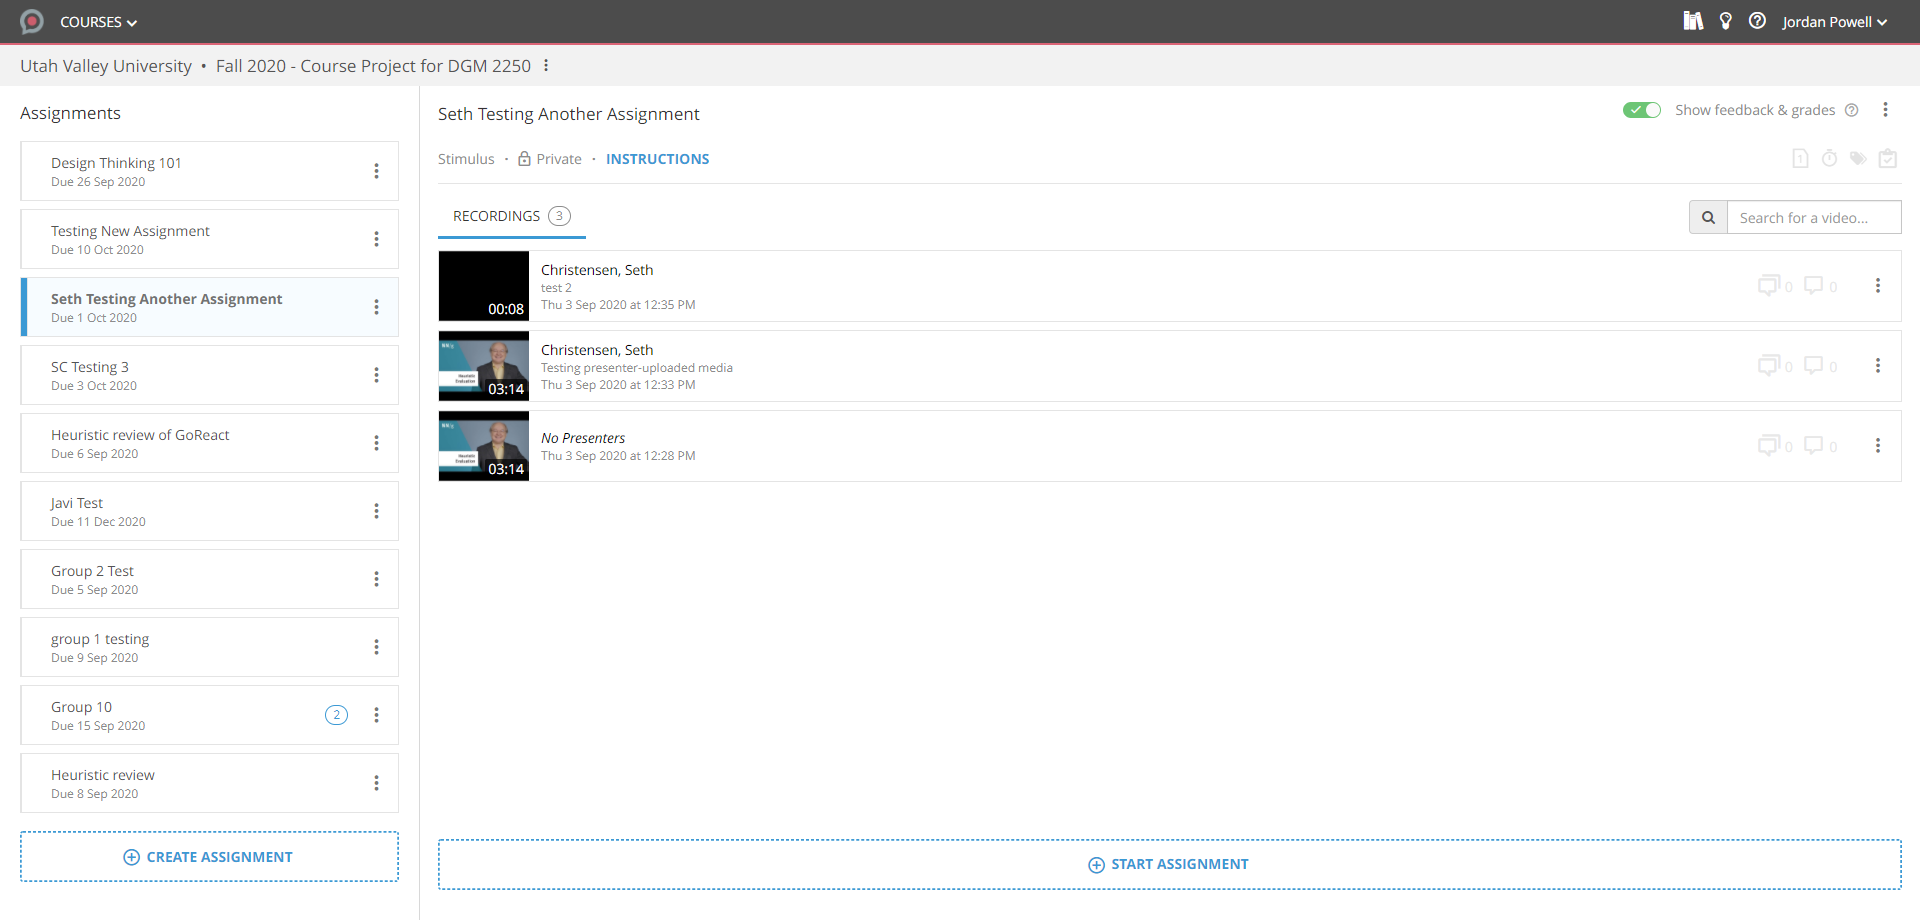 COURSES
Jordan Powell
Utah Valley University • Fall 2020 - Course Project for DGM 2250
Assignments
Design Thinking 101
Due 26 Sep 2020
Testing New Assignment
Due 10 Oct 2020
Seth Testing Another Assignment
Due 1 Oct 2020
SC Testing 3
Due 3 Oct 2020
Heuristic review of GoReact
Due 6 Sep 2020
Javi Test
Due 11 Dec 2020
Group 2 Test
Due 5 Sep 2020
group 1 testing
Due 9 Sep 2020
Group 10
Due 15 Sep 2020
2
Heuristic review
Due 8 Sep 2020
CREATE ASSIGNMENT
Seth Testing Another Assignment
Show feedback & grades
Stimulus · Private · INSTRUCTIONS
1
RECORDINGS 3
Search for a video...
00:08
Christensen, Seth
test 2
Thu 3 Sep 2020 at 12:35 PM
0 0
Heuristic
Evaluation
03:14
Christensen, Seth
Testing presenter-uploaded media
Thu 3 Sep 2020 at 12:33 PM
0 0
Heuristic
Evaluation
03:14
No Presenters
Thu 3 Sep 2020 at 12:28 PM
0 0
START ASSIGNMENT